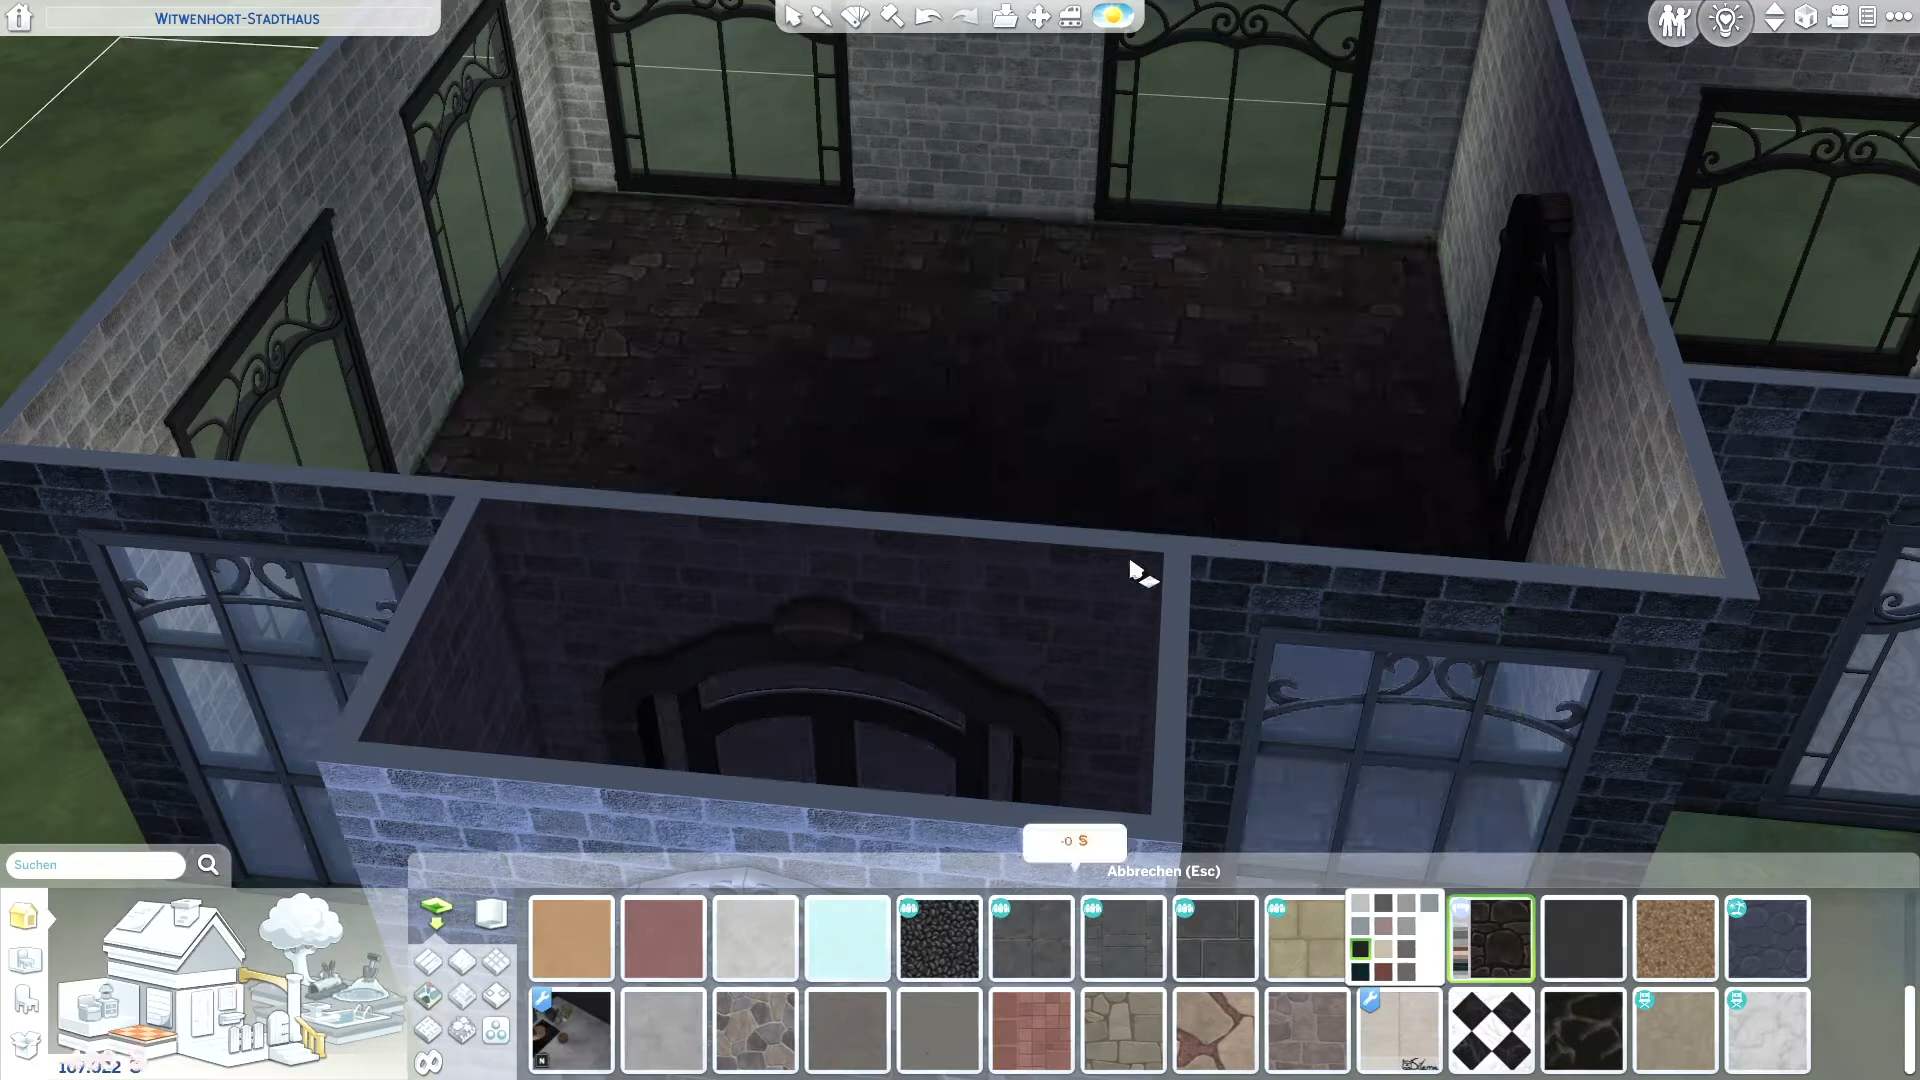 Witwenhort-Stadthaus
Suchen
-0 $
Abbrechen (Esc)
N